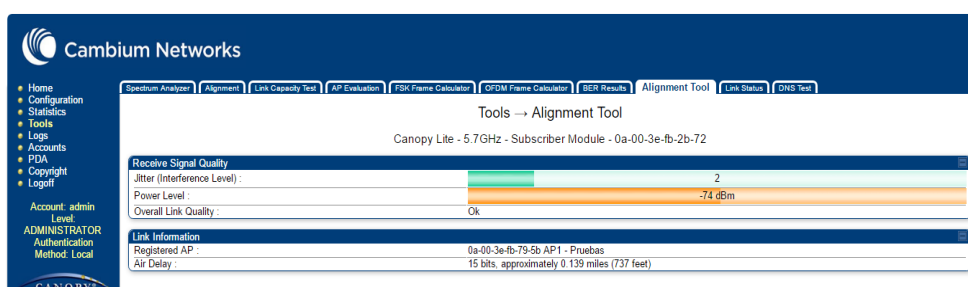 Cambium Networks
Home
Configuration
Statistics
Tools
Logs
Accounts
PDA
Copyright
Logoff
Account: admin
Level:
ADMINISTRATOR
Authentication
Method: Local
CANOPY®
Spectrum Analyzer Alignment Link Capacity Test AP Evaluation FSK Frame Calculator OFDM Frame Calculator BER Results Alignment Tool Link Status DNS Test
Tools → Alignment Tool
Canopy Lite - 5.7GHz - Subscriber Module - 0a-00-3e-fb-2b-72
Receive Signal Quality
Jitter (Interference Level) : 2
Power Level : -74 dBm
Overall Link Quality : Ok
Link Information
Registered AP : 0a-00-3e-fb-79-5b AP1 - Pruebas
Air Delay : 15 bits, approximately 0.139 miles (737 feet)